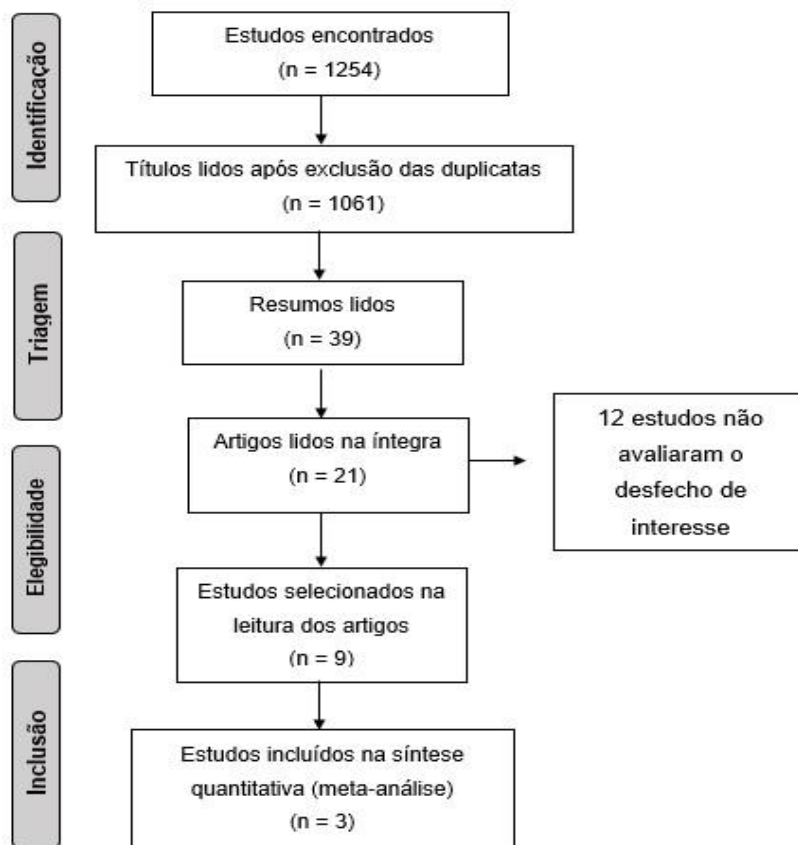 Identificação
Estudos encontrados
(n = 1254)
Títulos lidos após exclusão das duplicatas
(n = 1061)
Triagem
Resumos lidos
(n = 39)
Artigos lidos na íntegra
(n = 21)
12 estudos não
avaliaram o
desfecho de
interesse
Elegibilidade
Estudos selecionados na
leitura dos artigos
(n = 9)
Inclusão
Estudos incluídos na síntese
quantitativa (meta-análise)
(n = 3)